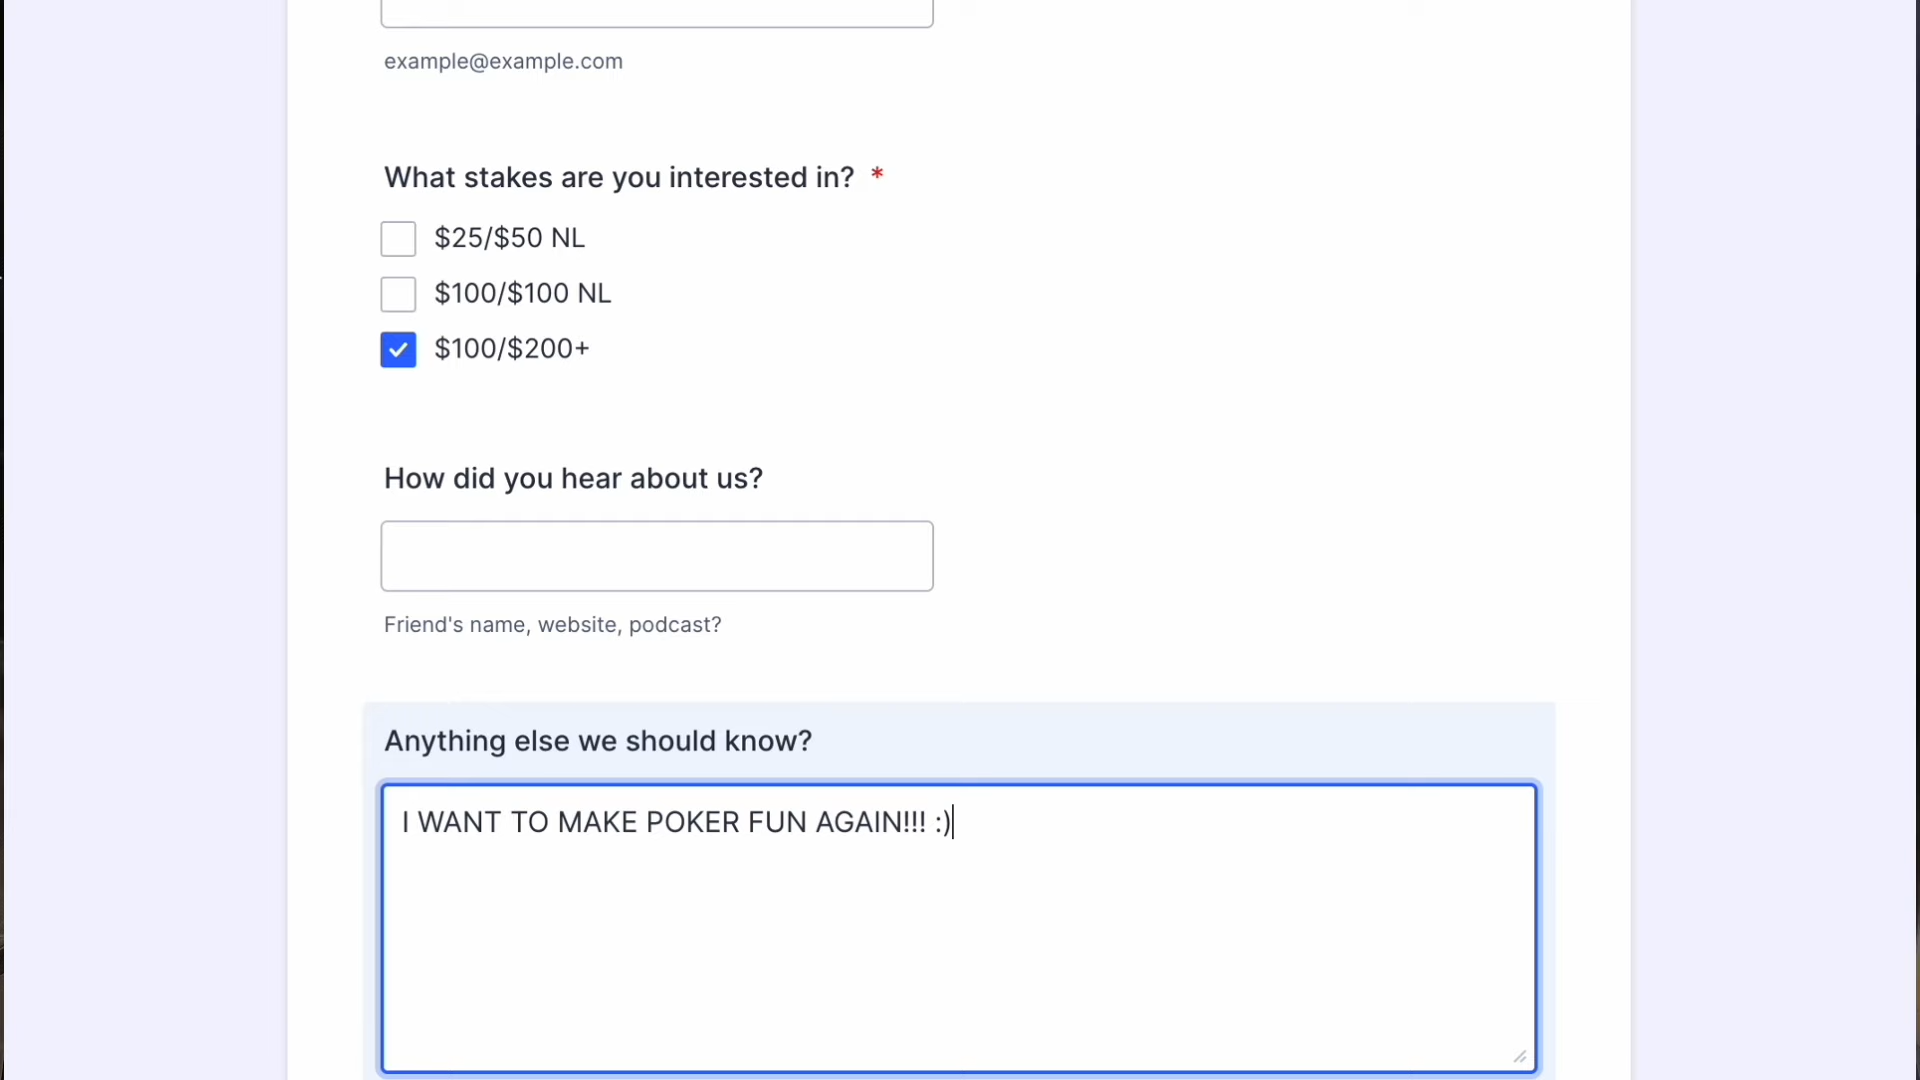 example@example.com
What stakes are you interested in? *
$25/$50 NL
$100/$100 NL
$100/$200+
How did you hear about us?
Friend's name, website, podcast?
Anything else we should know?
I WANT TO MAKE POKER FUN AGAIN!!! :)